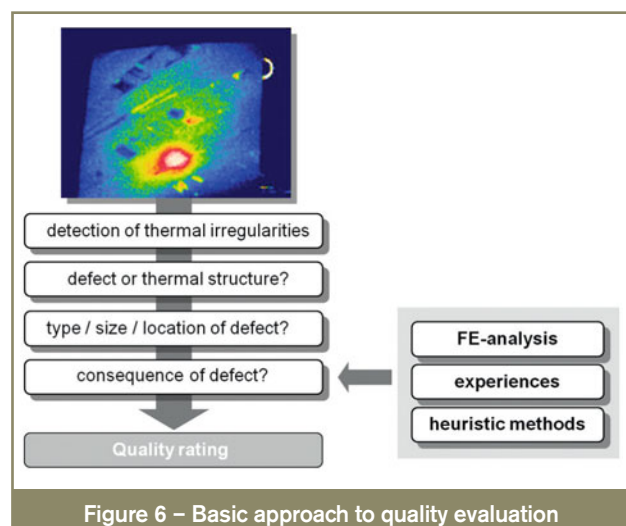 detection of thermal irregularities
defect or thermal structure?
type / size / location of defect?
consequence of defect?
Quality rating
FE-analysis
experiences
heuristic methods
Figure 6 – Basic approach to quality evaluation